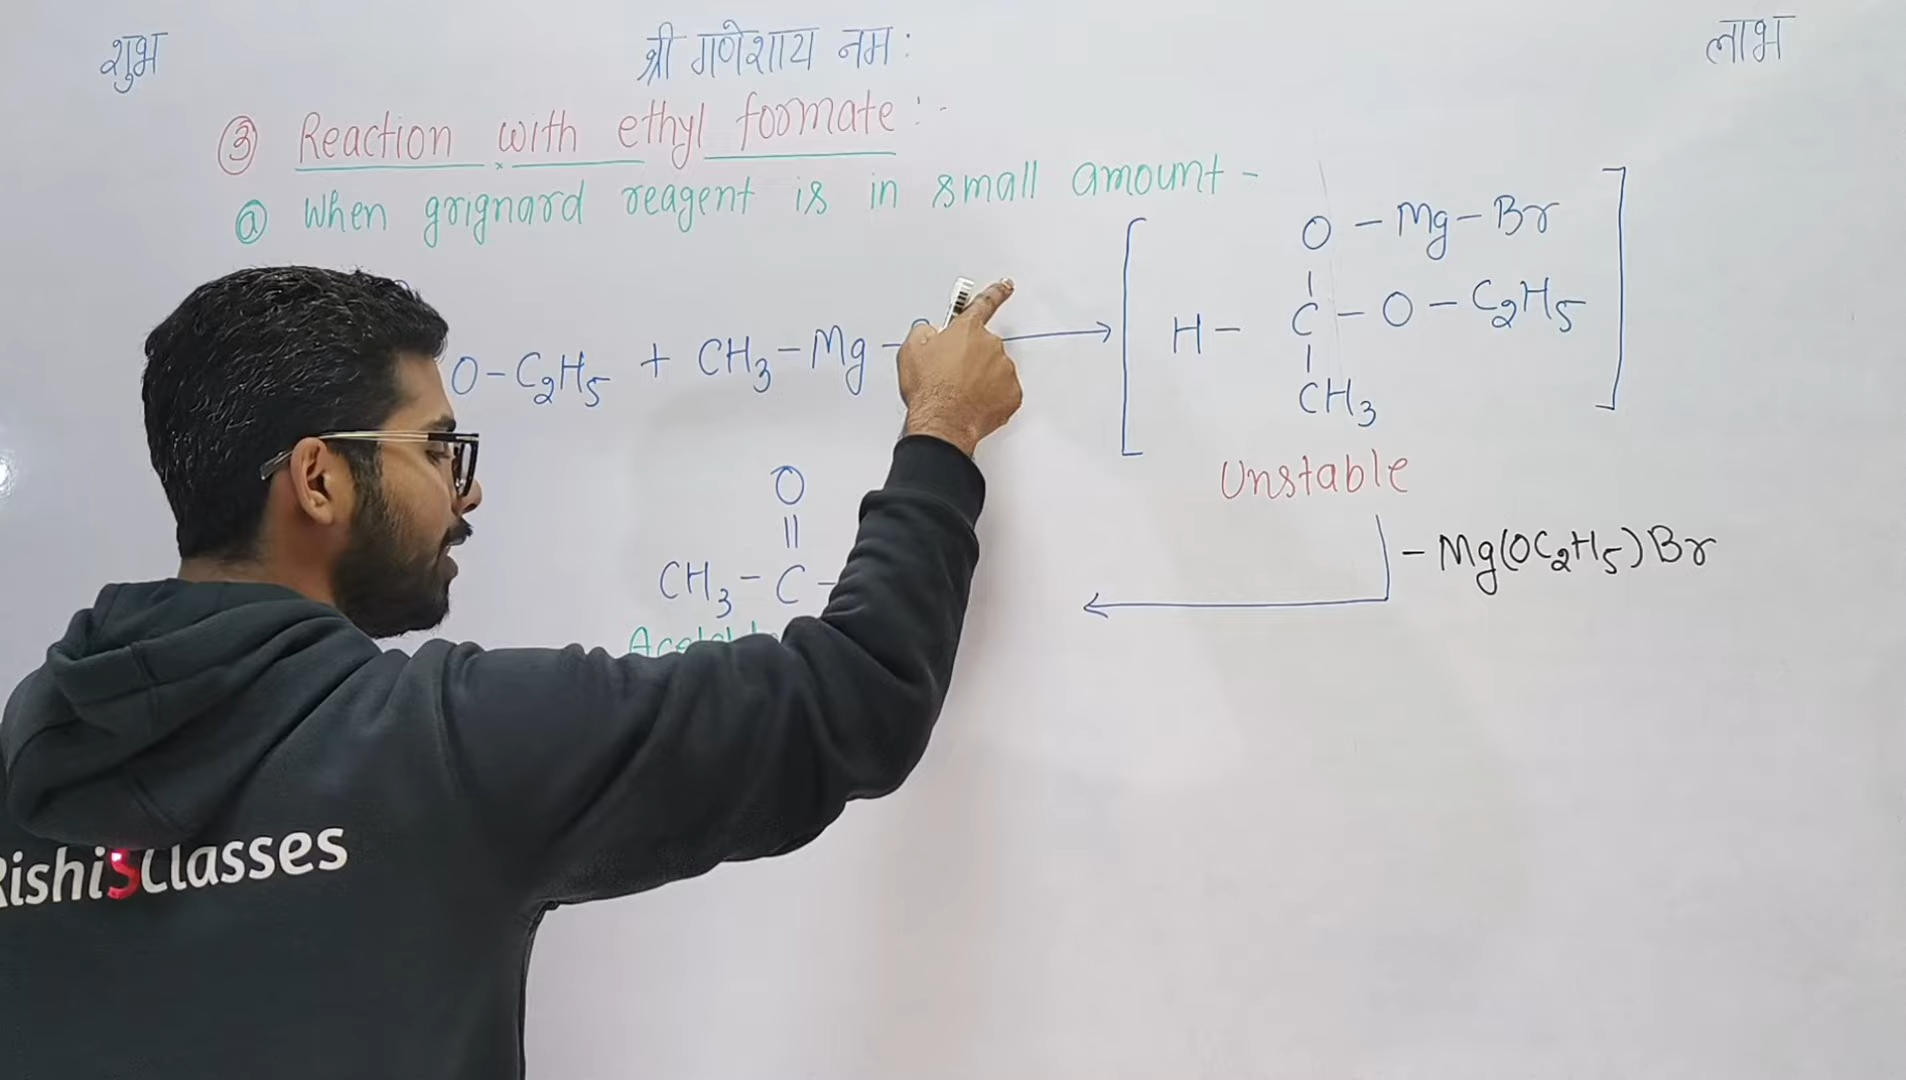 शुभ श्री गणेशाय नम: लाभ
③ Reaction with ethyl formate :-
ⓐ When grignard reagent is in small amount -
O - Mg - Br
H - C - O - C₂H₅
CH₃
O - C₂H₅ + CH₃ - Mg -
Unstable
- Mg(OC₂H₅)Br
O
||
CH₃ - C -
RishiSClasses